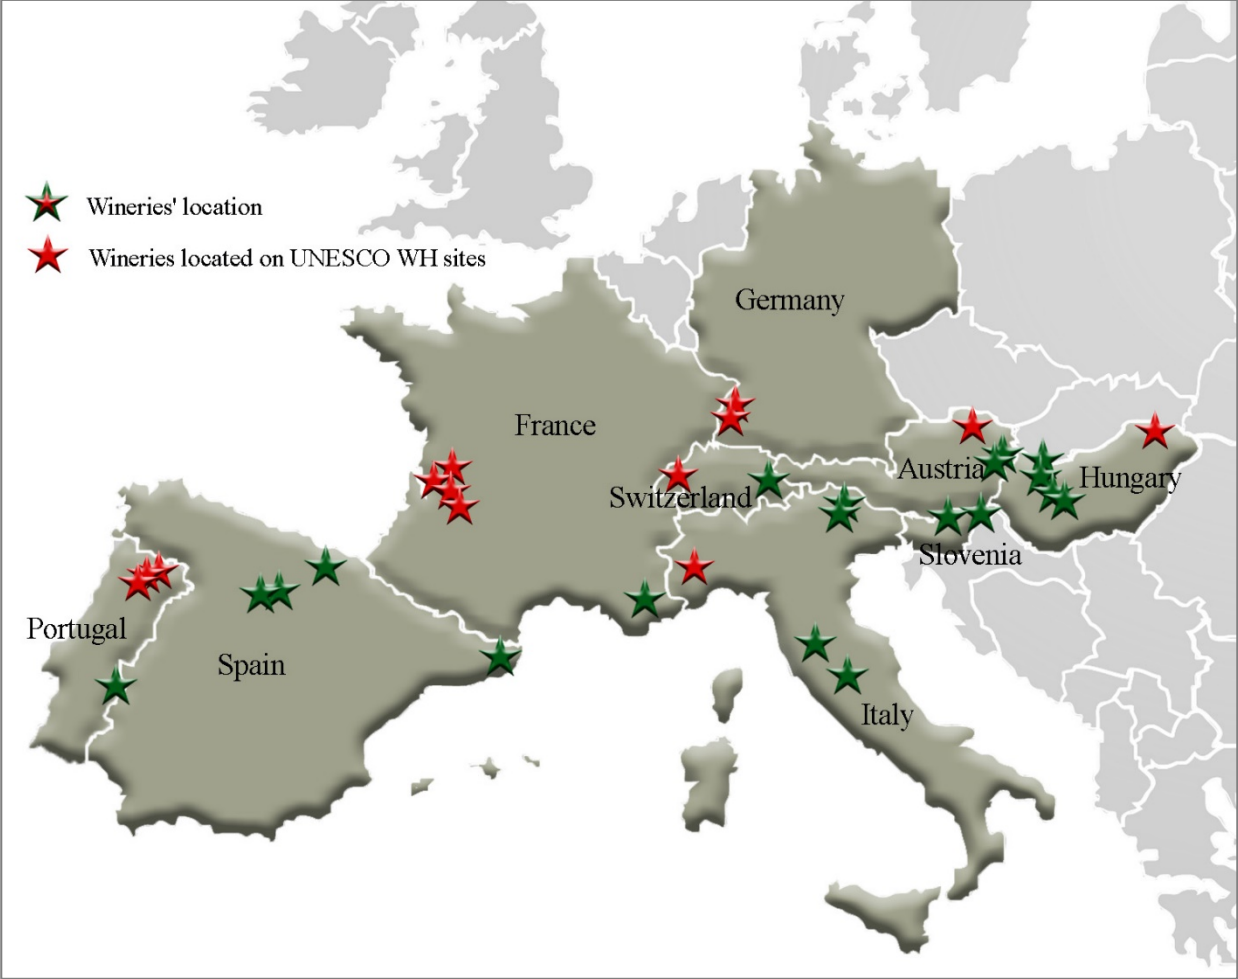 Wineries' location
Wineries located on UNESCO WH sites
Germany
France
Austria
Hungary
Switzerland
Slovenia
Portugal
Spain
Italy